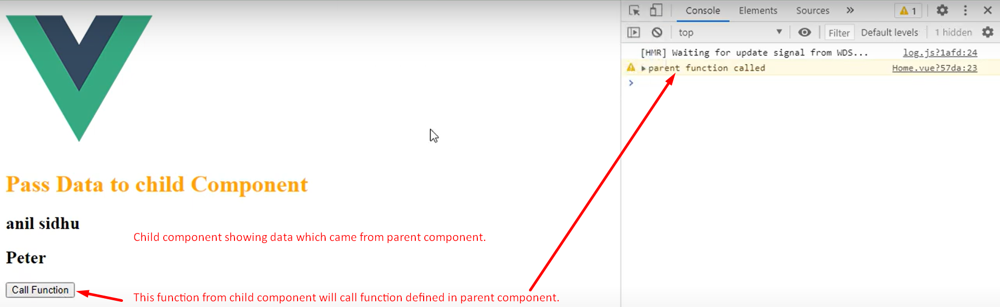 Console Elements Sources » 1
top Filter Default levels 1 hidden
[HMR] Waiting for update signal from WDS... log.js?1afd:24
parent function called Home.vue?57da:23
Pass Data to child Component
anil sidhu
Child component showing data which came from parent component.
Peter
Call Function
This function from child component will call function defined in parent component.